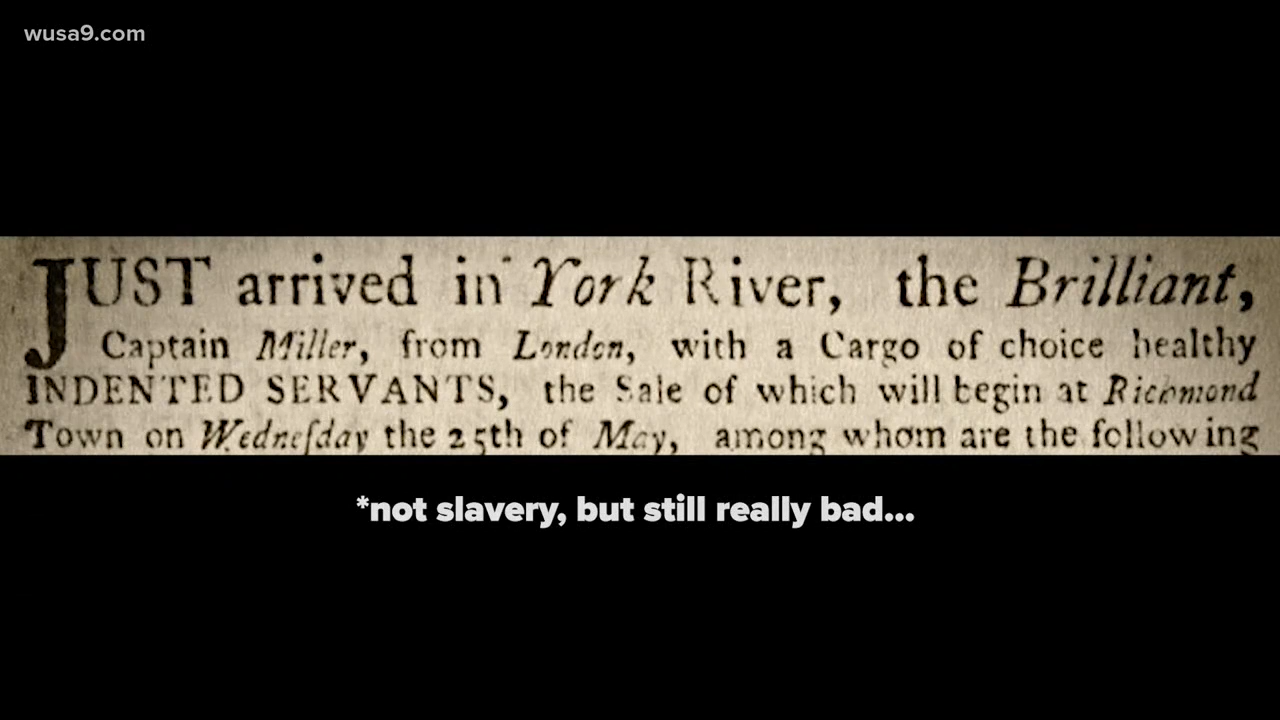 wusa9.com
JUST arrived in York River, the Brilliant,
Captain Miller, from London, with a Cargo of choice healthy
INDENTED SERVANTS, the Sale of which will begin at Richmond
Town on Wedneſday the 25th of May, among whom are the following
*not slavery, but still really bad...